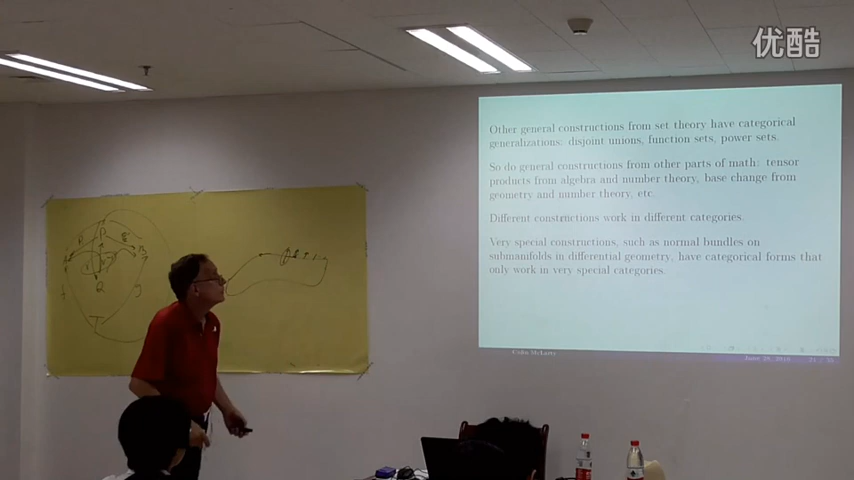 优酷
Other general constructions from set theory have categorical
generalizations: disjoint unions, function sets, power sets.
So do general constructions from other parts of math: tensor
products from algebra and number theory, base change from
geometry and number theory, etc.
Different constructions work in different categories.
Very special constructions, such as normal bundles on
submanifolds in differential geometry, have categorical forms that
only work in very special categories.
P
B
Q
T
Colin McLarty